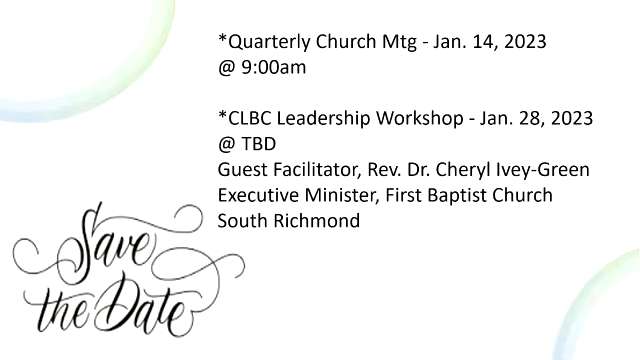 *Quarterly Church Mtg - Jan. 14, 2023
@ 9:00am
*CLBC Leadership Workshop - Jan. 28, 2023
@ TBD
Guest Facilitator, Rev. Dr. Cheryl Ivey-Green
Executive Minister, First Baptist Church
South Richmond
Save
the Date